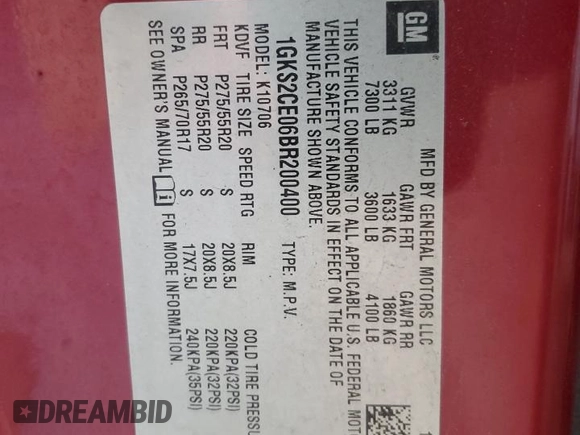 GM
MFD BY GENERAL MOTORS LLC
GVWR GAWR FRT GAWR RR
3311 KG 1633 KG 1860 KG
7300 LB 3600 LB 4100 LB
THIS VEHICLE CONFORMS TO ALL APPLICABLE U.S. FEDERAL MOT
VEHICLE SAFETY STANDARDS IN EFFECT ON THE DATE OF
MANUFACTURE SHOWN ABOVE.
1GKS2CE06BR200400 TYPE: M.P.V.
MODEL: K10706
KDVF TIRE SIZE SPEED RTG RIM COLD TIRE PRESSU
FRT P275/55R20 S 20X8.5J 220KPA(32PSI)
RR P275/55R20 S 20X8.5J 220KPA(32PSI)
SPA P265/70R17 S 17X7.5J 240KPA(35PSI)
SEE OWNER'S MANUAL i FOR MORE INFORMATION.
DREAMBID